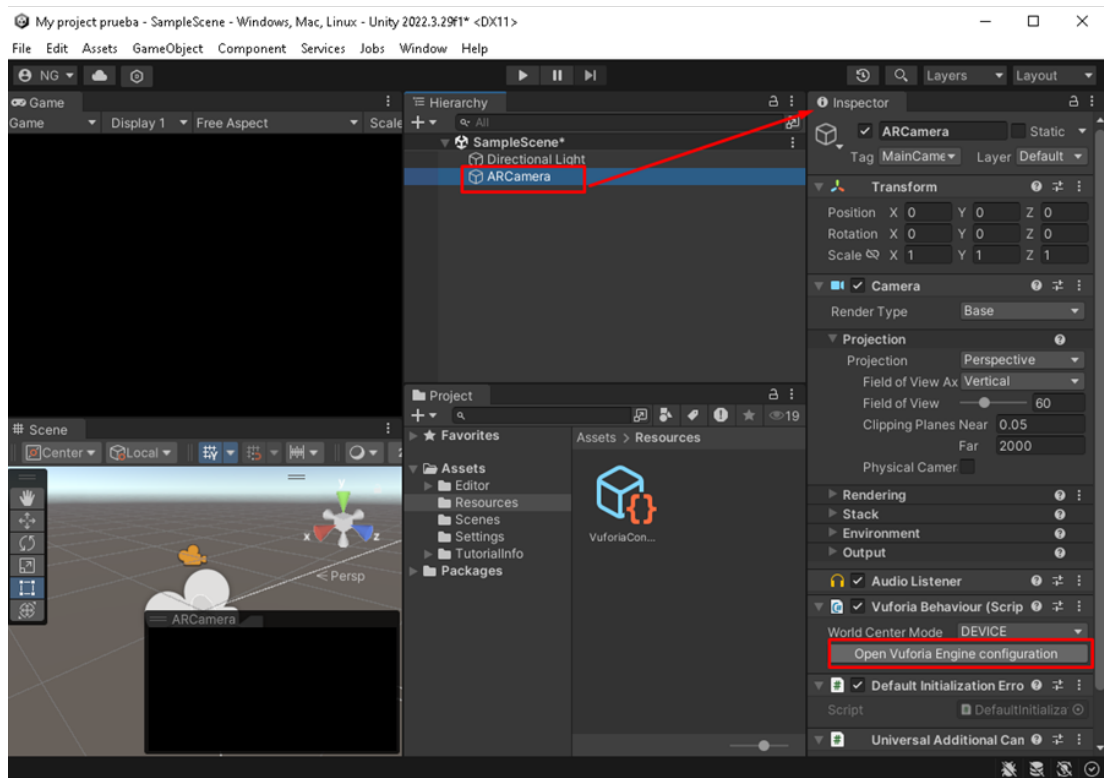 My project prueba - SampleScene - Windows, Mac, Linux - Unity 2022.3.29f1* <DX11>
File Edit Assets GameObject Component Services Jobs Window Help
NG Layers Layout
Game
Game Display 1 Free Aspect Scale
Hierarchy
All
SampleScene*
Directional Light
ARCamera
Inspector
ARCamera Static
Tag MainCame Layer Default
Transform
Position X 0 Y 0 Z 0
Rotation X 0 Y 0 Z 0
Scale X 1 Y 1 Z 1
Camera
Render Type Base
Projection
Projection Perspective
Field of View Ax Vertical
Field of View 60
Clipping Planes Near 0.05
Far 2000
Physical Camer
Rendering
Stack
Environment
Output
Audio Listener
Vuforia Behaviour (Scrip
World Center Mode DEVICE
Open Vuforia Engine configuration
Default Initialization Erro
Script DefaultInitializa
Universal Additional Can
Project
19
Favorites
Assets
Editor
Resources
Scenes
Settings
TutorialInfo
Packages
Assets > Resources
VuforiaCon...
Scene
Center Local 2
y
x z
Persp
ARCamera